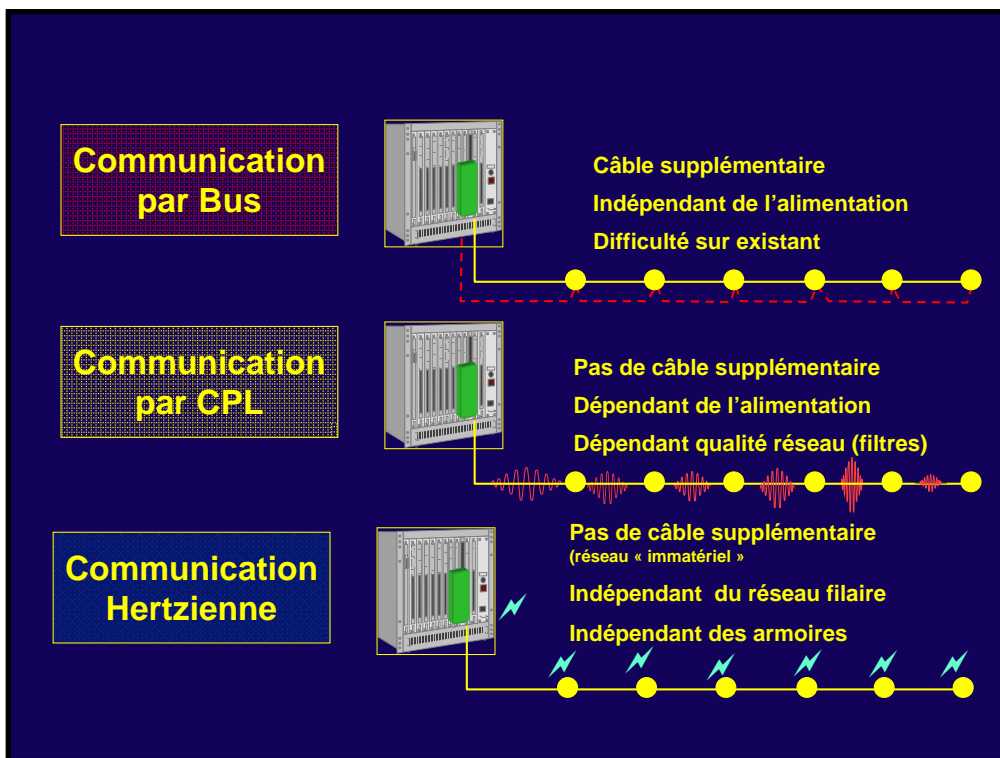 Communication
par Bus
Câble supplémentaire
Indépendant de l’alimentation
Difficulté sur existant
Communication
par CPL
Pas de câble supplémentaire
Dépendant de l’alimentation
Dépendant qualité réseau (filtres)
Communication
Hertzienne
Pas de câble supplémentaire
(réseau « immatériel »
Indépendant  du réseau filaire
Indépendant des armoires